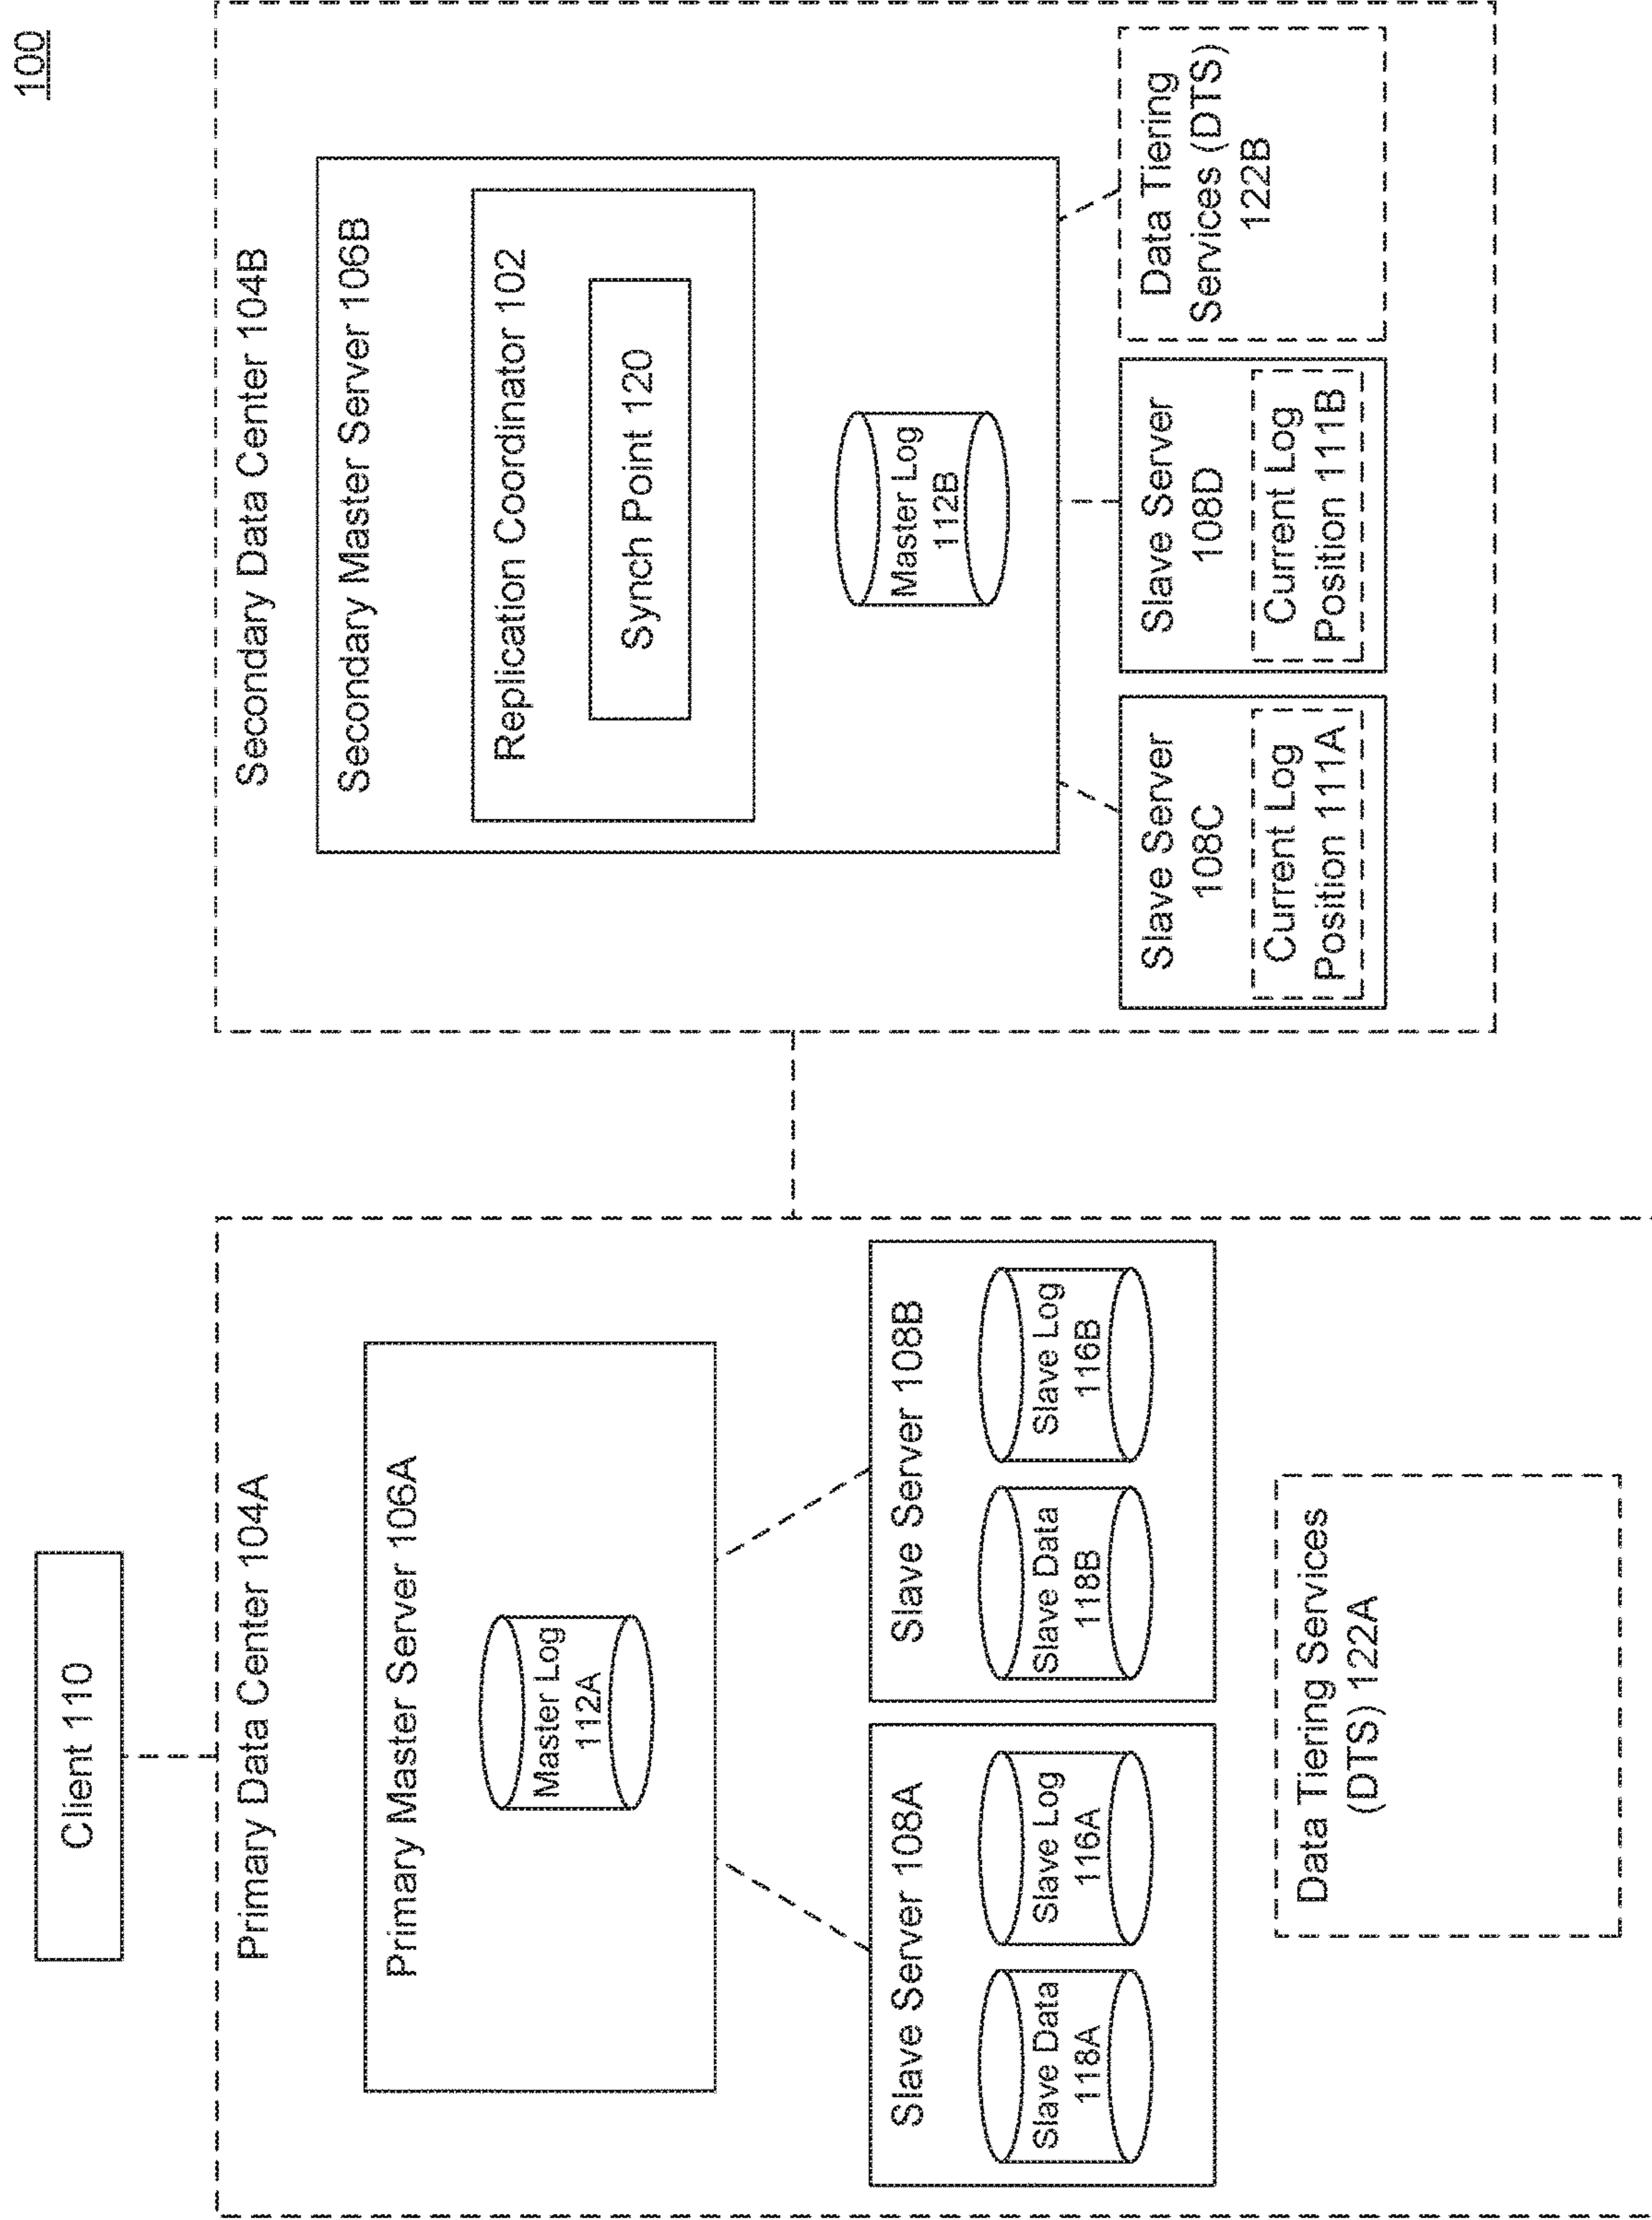 100
Client 110
Primary Data Center 104A
Primary Master Server 106A
Master Log
112A
Slave Server 108A
Slave Data
118A
Slave Log
116A
Slave Server 108B
Slave Data
118B
Slave Log
116B
Data Tiering Services
(DTS) 122A
Secondary Data Center 104B
Secondary Master Server 106B
Replication Coordinator 102
Synch Point 120
Master Log
112B
Slave Server
108C
Current Log
Position 111A
Slave Server
108D
Current Log
Position 111B
Data Tiering
Services (DTS)
122B